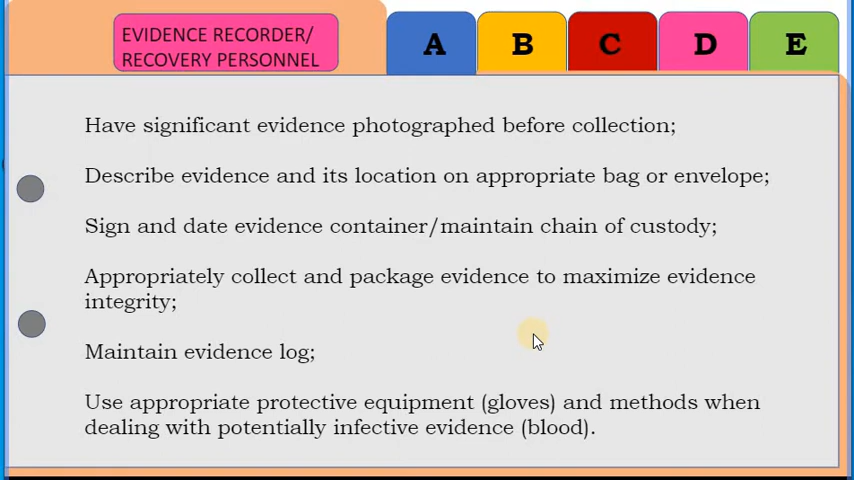 EVIDENCE RECORDER/
RECOVERY PERSONNEL
A B C D E
Have significant evidence photographed before collection;
Describe evidence and its location on appropriate bag or envelope;
Sign and date evidence container/maintain chain of custody;
Appropriately collect and package evidence to maximize evidence
integrity;
Maintain evidence log;
Use appropriate protective equipment (gloves) and methods when
dealing with potentially infective evidence (blood).